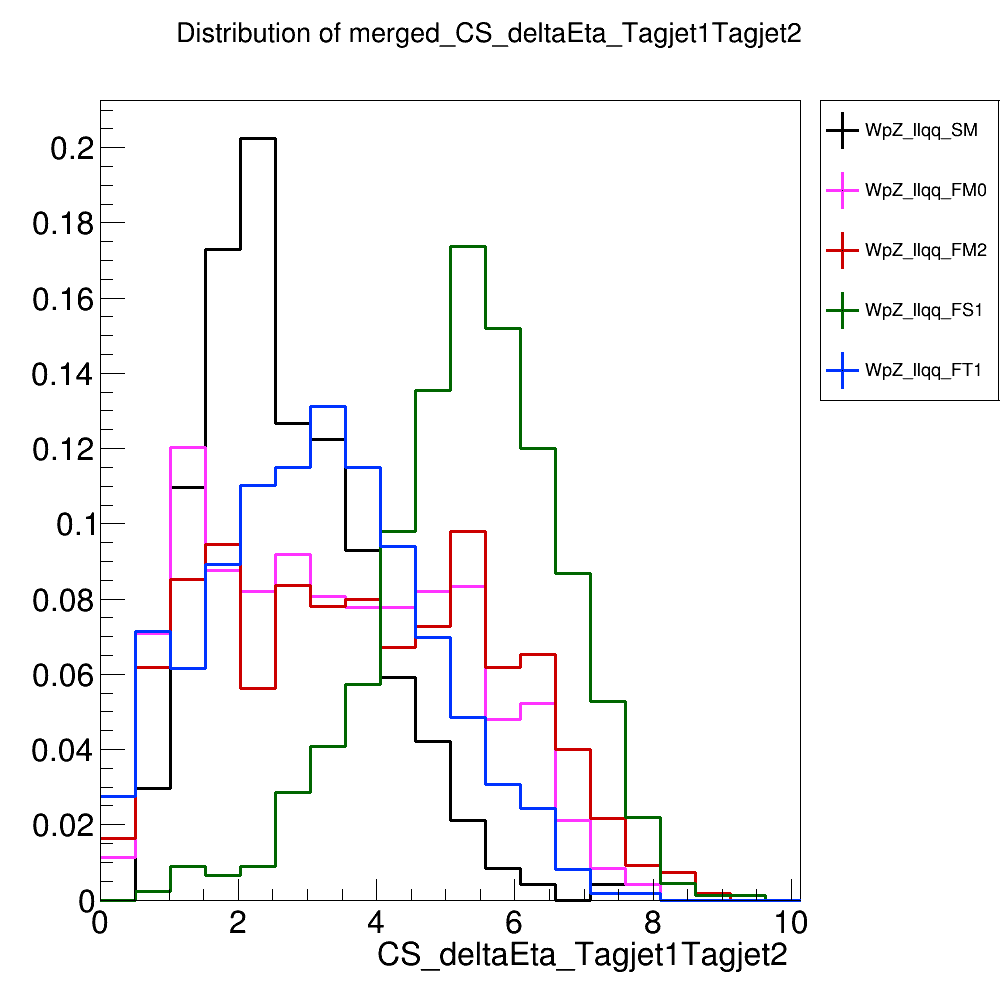 Distribution of merged_CS_deltaEta_Tagjet1Tagjet2
WpZ_llqq_SM
WpZ_llqq_FM0
WpZ_llqq_FM2
WpZ_llqq_FS1
WpZ_llqq_FT1
0.2
0.18
0.16
0.14
0.12
0.1
0.08
0.06
0.04
0.02
0
0 2 4 6 8 10
CS_deltaEta_Tagjet1Tagjet2